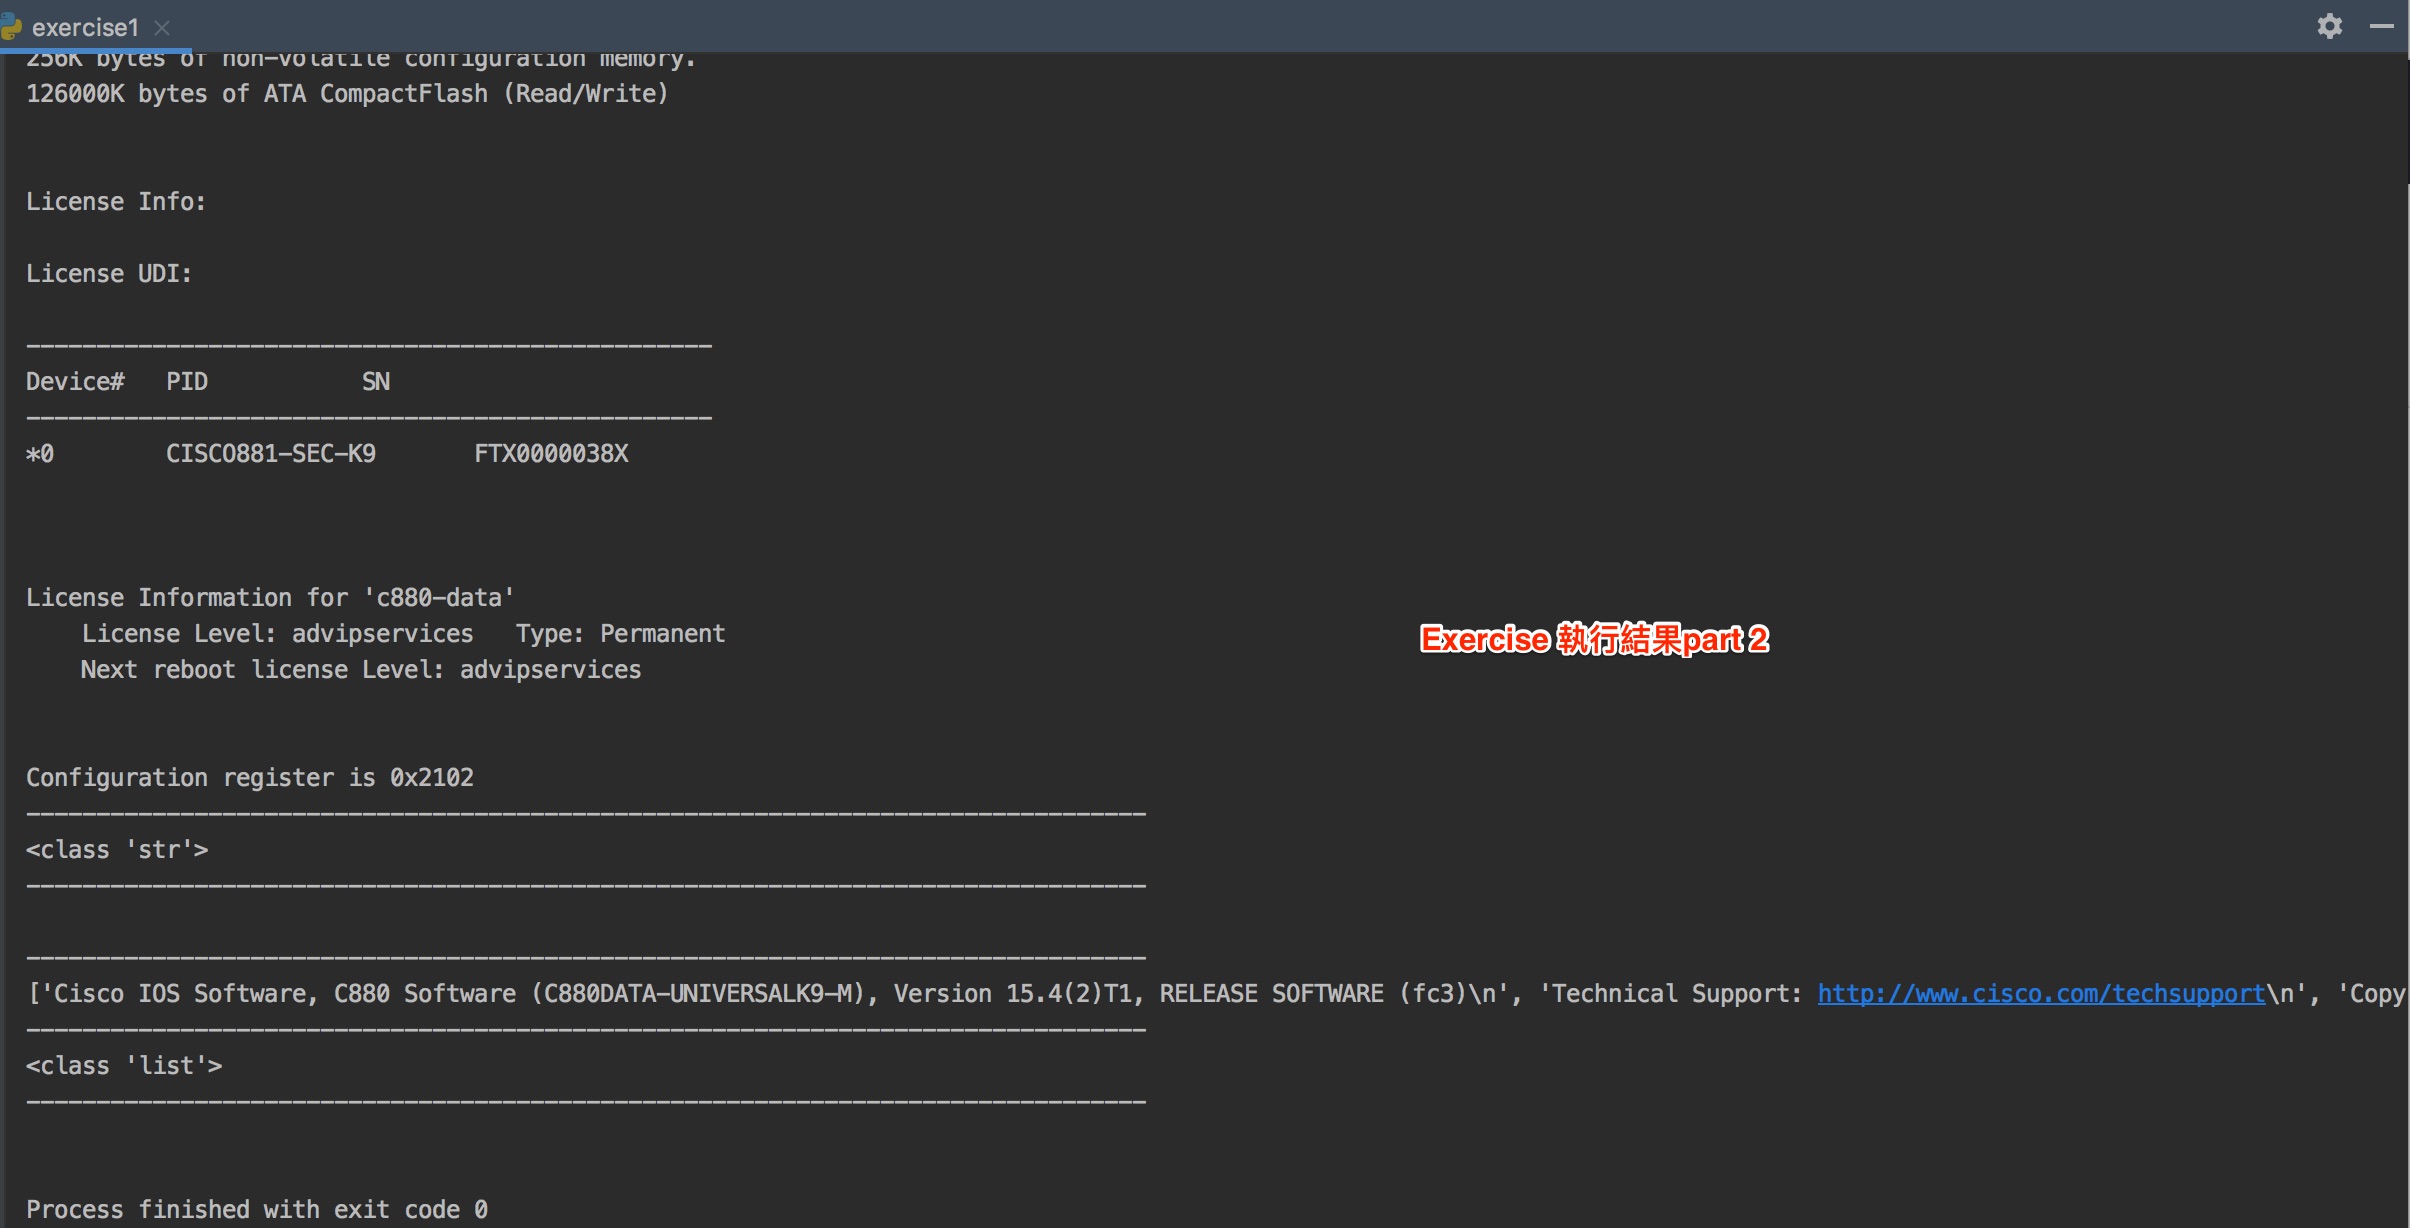 exercise1
256K bytes of non-volatile configuration memory.
126000K bytes of ATA CompactFlash (Read/Write)
License Info:
License UDI:
-------------------------------------------------
Device#   PID           SN
-------------------------------------------------
*0        CISCO881-SEC-K9       FTX0000038X
License Information for 'c880-data'
    License Level: advipservices   Type: Permanent
    Next reboot license Level: advipservices
Exercise 執行結果part 2
Configuration register is 0x2102
--------------------------------------------------------------------------------
<class 'str'>
--------------------------------------------------------------------------------
--------------------------------------------------------------------------------
['Cisco IOS Software, C880 Software (C880DATA-UNIVERSALK9-M), Version 15.4(2)T1, RELEASE SOFTWARE (fc3)\n', 'Technical Support: http://www.cisco.com/techsupport\n', 'Copy
--------------------------------------------------------------------------------
<class 'list'>
--------------------------------------------------------------------------------
Process finished with exit code 0